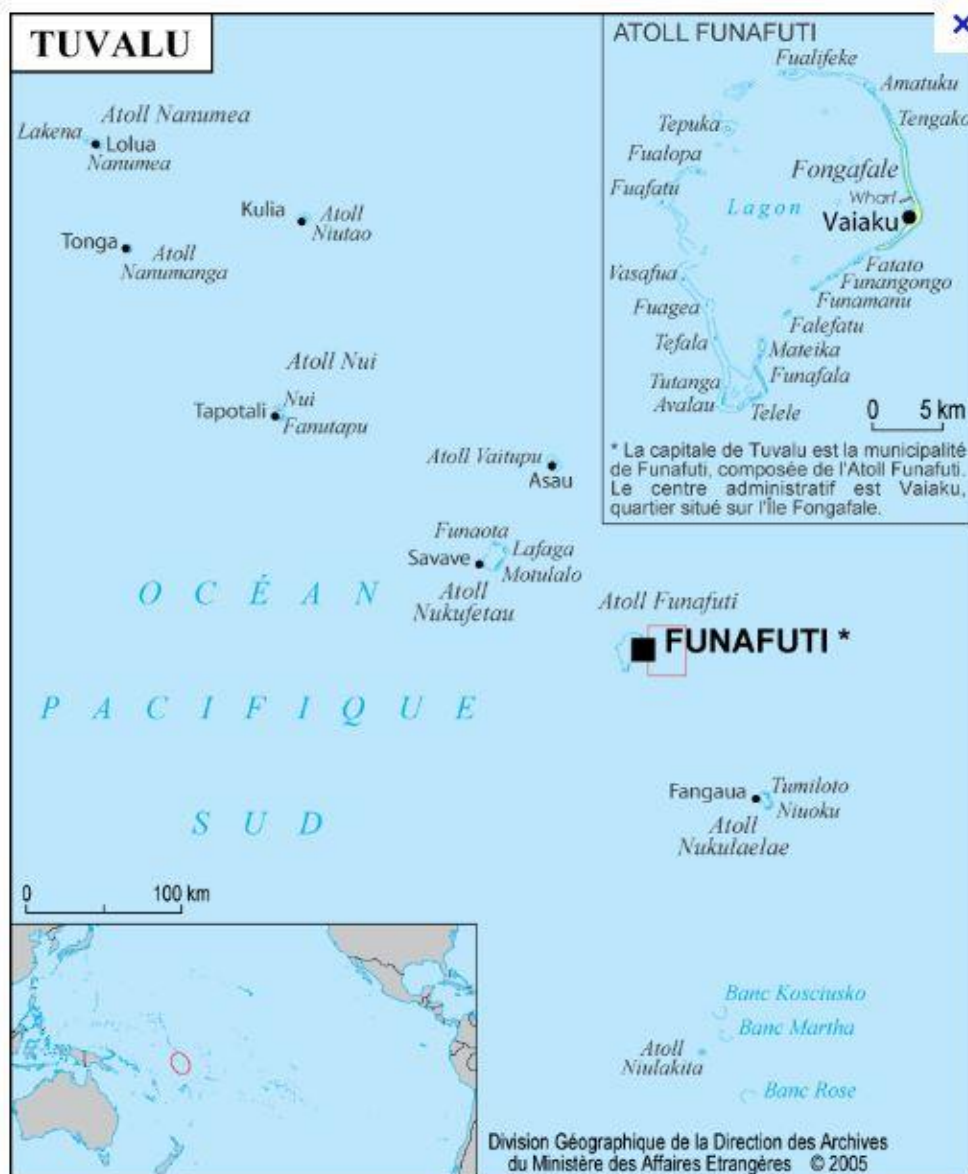 TUVALU
Atoll Nanumea
Lakena
Lolua
Nanumea
Kulia
Atoll
Niutao
Tonga
Atoll
Nanumanga
Atoll Nui
Nui
Tapotali
Fanutapu
Atoll Vaitupu
Asau
Funaota
Savave
Lafaga
Motulalo
Atoll
Nukufetau
OCÉAN
PACIFIQUE
SUD
Atoll Funafuti
FUNAFUTI *
Fangaua
Tumiloto
Niuoku
Atoll
Nukulaelae
0 100 km
Banc Kosciusko
Banc Martha
Atoll
Niulakita
Banc Rose
Division Géographique de la Direction des Archives
du Ministère des Affaires Etrangères © 2005
ATOLL FUNAFUTI
Fualifeke
Amatuku
Tengako
Tepuka
Fualopa
Fuafatu
Fongafale
Lagon
Wharf
Vaiaku
Vasafua
Fatato
Funangongo
Funamanu
Fuagea
Falefatu
Tefala
Mateika
Funafala
Tutanga
Avalau
Telele
0 5 km
* La capitale de Tuvalu est la municipalité
de Funafuti, composée de l'Atoll Funafuti.
Le centre administratif est Vaiaku,
quartier situé sur l'Île Fongafale.